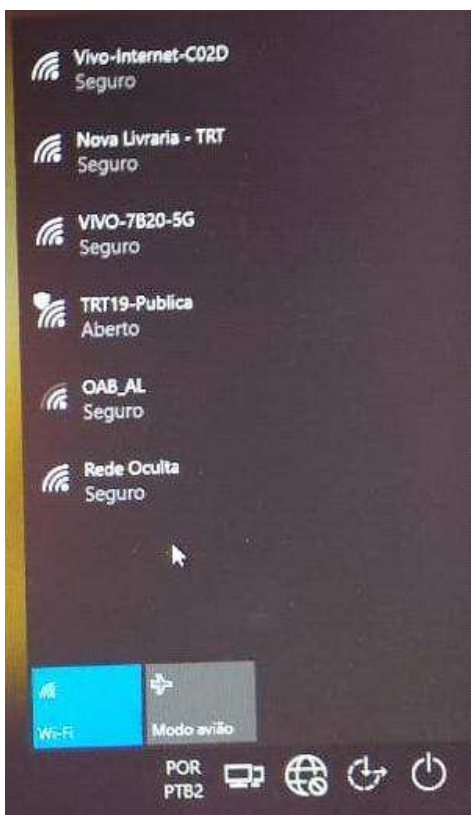 Vivo-Internet-C02D
Seguro
Nova Livraria - TRT
Seguro
VIVO-7B20-5G
Seguro
TRT19-Publica
Aberto
OAB_AL
Seguro
Rede Oculta
Seguro
Wi-Fi
Modo avião
POR
PTB2